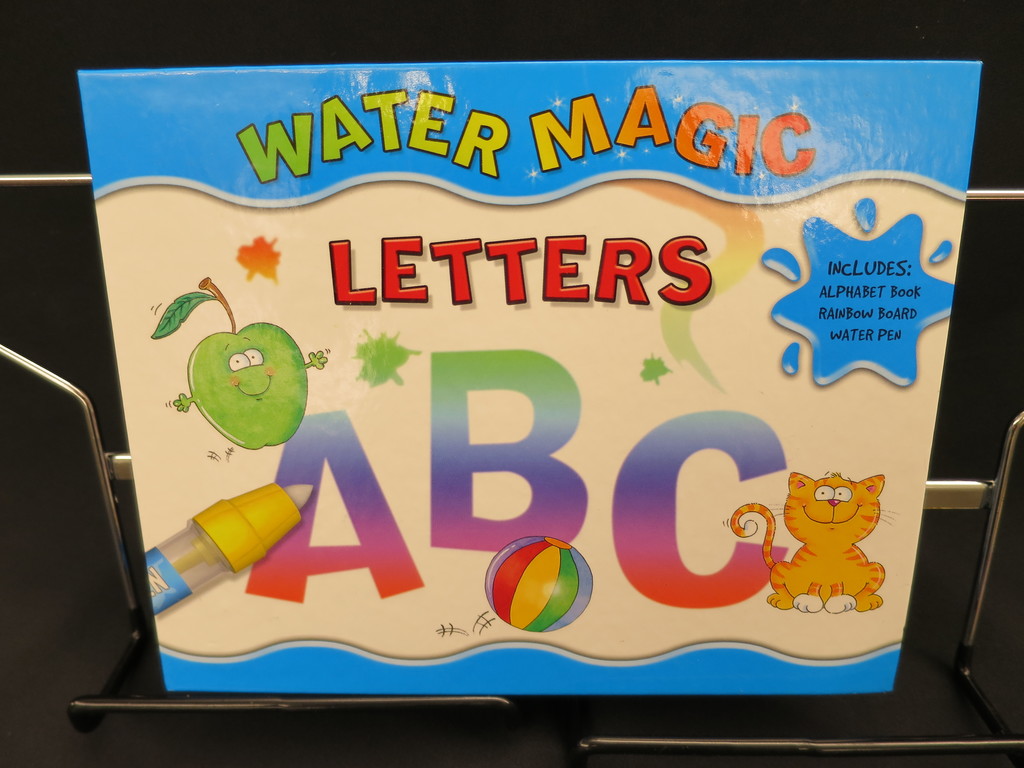 WATER MAGIC
LETTERS
INCLUDES:
ALPHABET BOOK
RAINBOW BOARD
WATER PEN
ABC